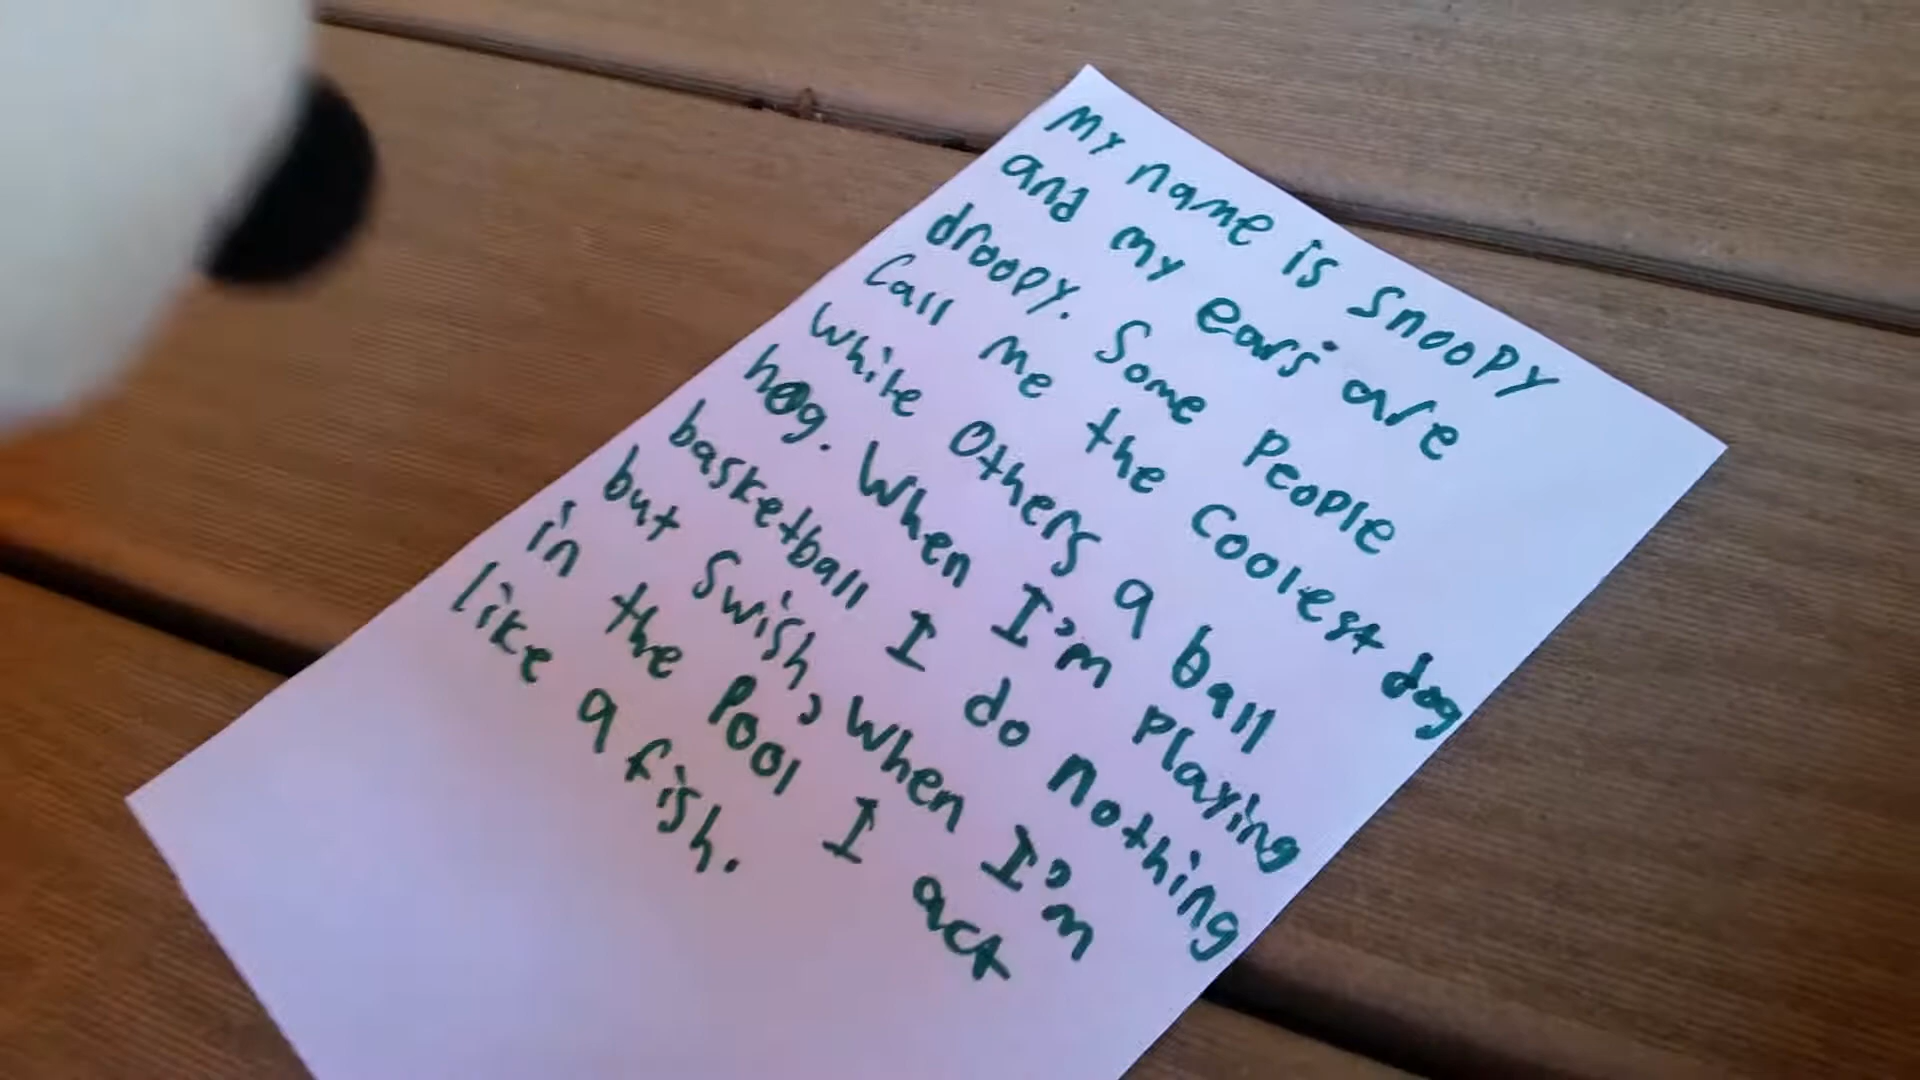 My name is Snoopy
and my ears are
droopy. Some people
Call me the Coolest dog
while Others a ball
hog. When I'm playing
basketball I do nothing
but Swish, When I'm
in the Pool I act
like a fish.